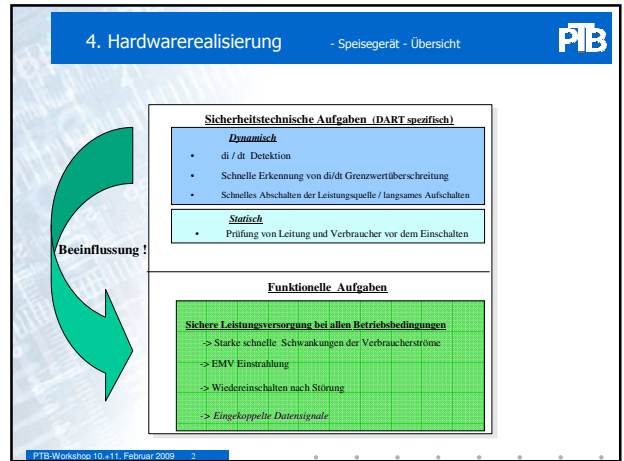 4. Hardwarerealisierung - Speisegerät - Übersicht
PTB
Sicherheitstechnische Aufgaben (DART spezifisch)
Dynamisch
• di / dt Detektion
• Schnelle Erkennung von di/dt Grenzwertüberschreitung
• Schnelles Abschalten der Leistungsquelle / langsames Aufschalten
Statisch
• Prüfung von Leitung und Verbraucher vor dem Einschalten
Beeinflussung !
Funktionelle Aufgaben
Sichere Leistungsversorgung bei allen Betriebsbedingungen
-> Starke schnelle Schwankungen der Verbraucherströme
-> EMV Einstrahlung
-> Wiedereinschalten nach Störung
-> Eingekoppelte Datensignale
PTB-Workshop 10.+11. Februar 2009 2